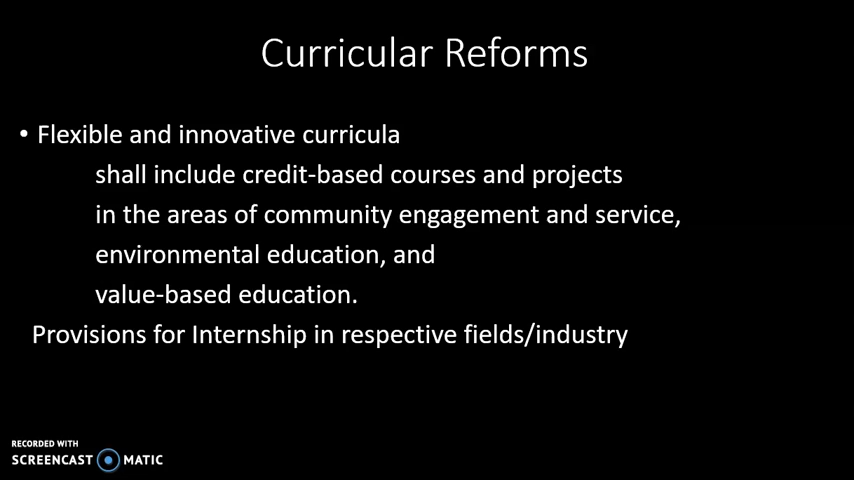 Curricular Reforms
• Flexible and innovative curricula
shall include credit-based courses and projects
in the areas of community engagement and service,
environmental education, and
value-based education.
Provisions for Internship in respective fields/industry
RECORDED WITH
SCREENCAST MATIC